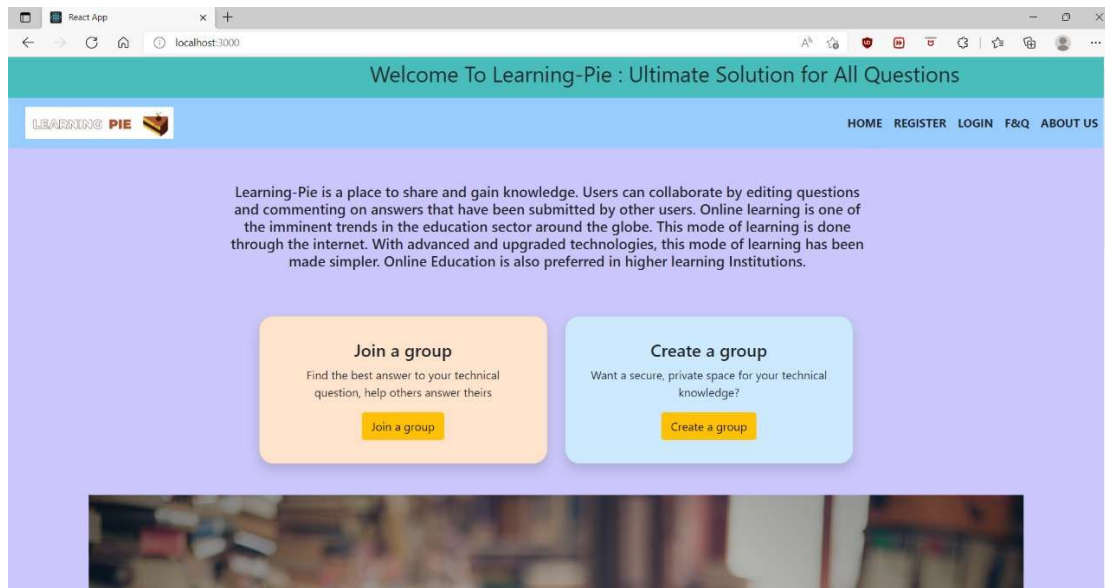 React App
localhost:3000
Welcome To Learning-Pie : Ultimate Solution for All Questions
LEARNING PIE
HOME REGISTER LOGIN F&Q ABOUT US
Learning-Pie is a place to share and gain knowledge. Users can collaborate by editing questions
and commenting on answers that have been submitted by other users. Online learning is one of
the imminent trends in the education sector around the globe. This mode of learning is done
through the internet. With advanced and upgraded technologies, this mode of learning has been
made simpler. Online Education is also preferred in higher learning Institutions.
Join a group
Find the best answer to your technical
question, help others answer theirs
Join a group
Create a group
Want a secure, private space for your technical
knowledge?
Create a group